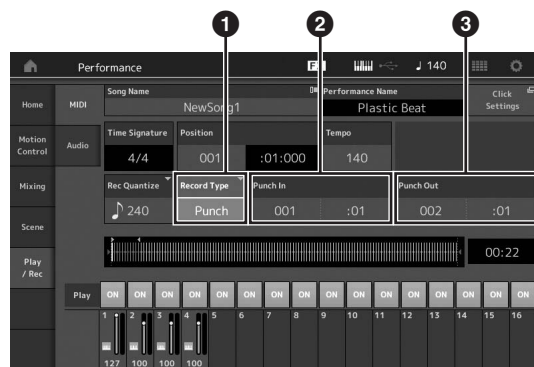 1 2 3
Performance FX 140
Home MIDI Song Name NewSong1 Performance Name Plastic Beat Click Settings
Motion Control Audio Time Signature 4/4 Position 001 :01:000 Tempo 140
Mixing Rec Quantize 240 Record Type Punch Punch In 001 :01 Punch Out 002 :01
Scene
Play / Rec 00:22
Play ON ON ON ON ON ON ON ON ON ON ON ON ON ON ON ON
1 2 3 4 5 6 7 8 9 10 11 12 13 14 15 16
127 100 100 100